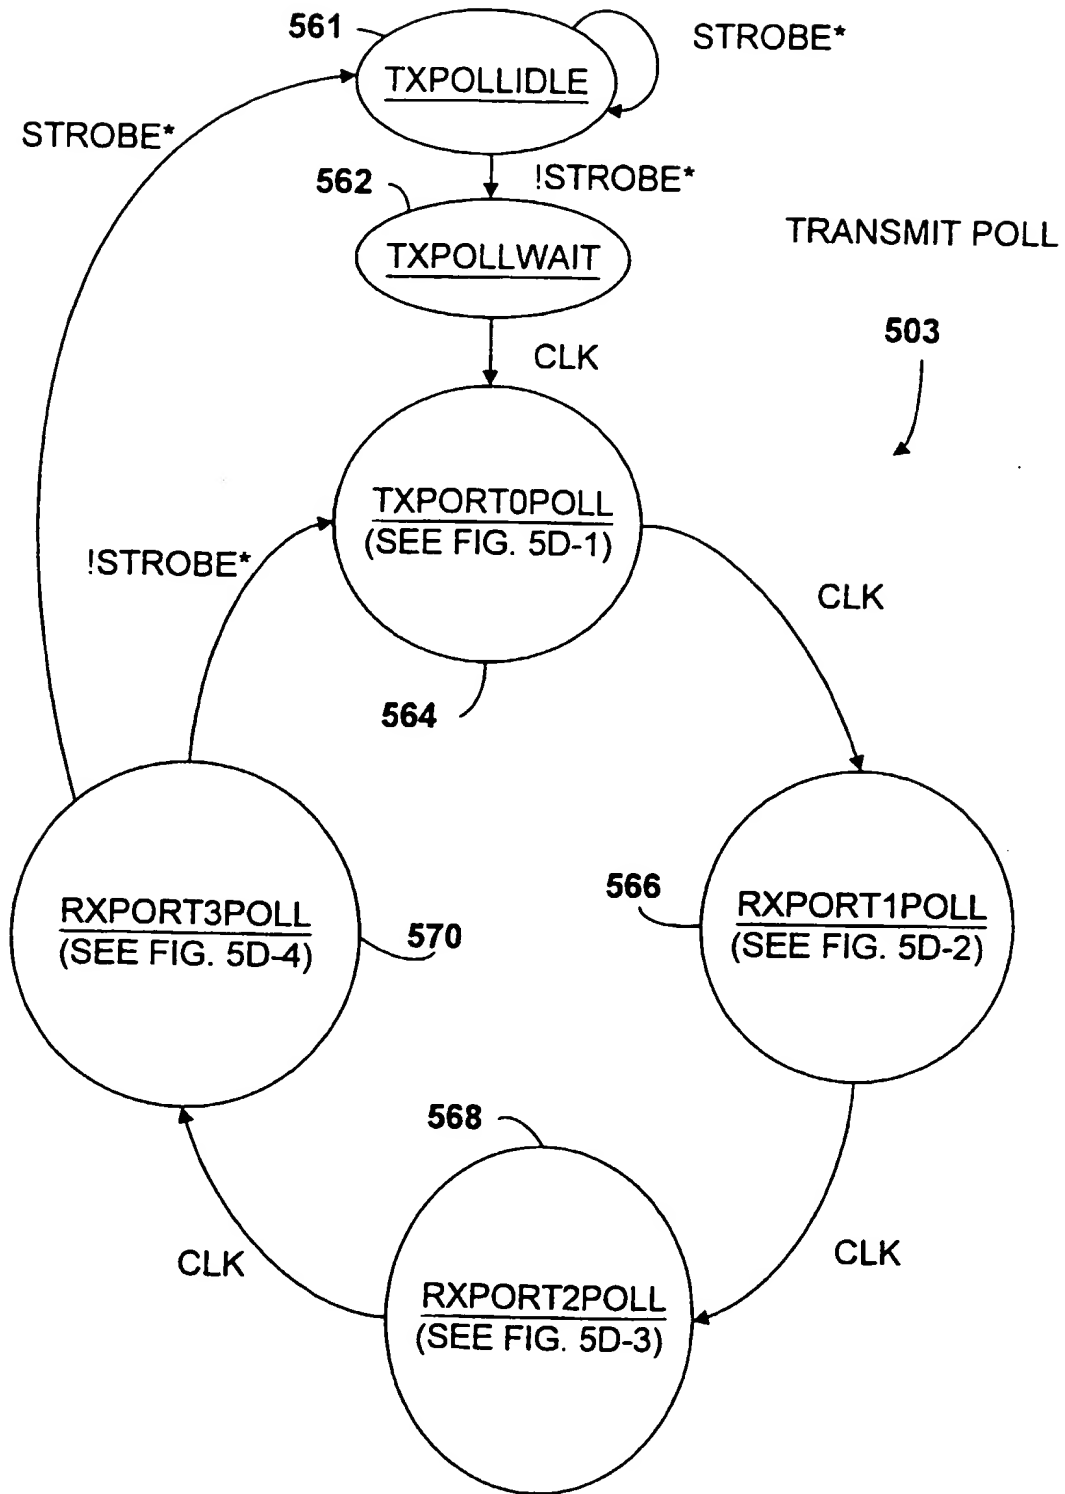 561
STROBE*
TXPOLLIDLE
STROBE*
562
!STROBE*
TRANSMIT POLL
TXPOLLWAIT
503
CLK
TXPORT0POLL
(SEE FIG. 5D-1)
!STROBE*
CLK
564
566
RXPORT3POLL
(SEE FIG. 5D-4)
570
RXPORT1POLL
(SEE FIG. 5D-2)
568
CLK
CLK
RXPORT2POLL
(SEE FIG. 5D-3)